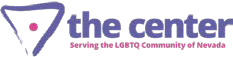 the center
Serving the LGBTQ Community of Nevada